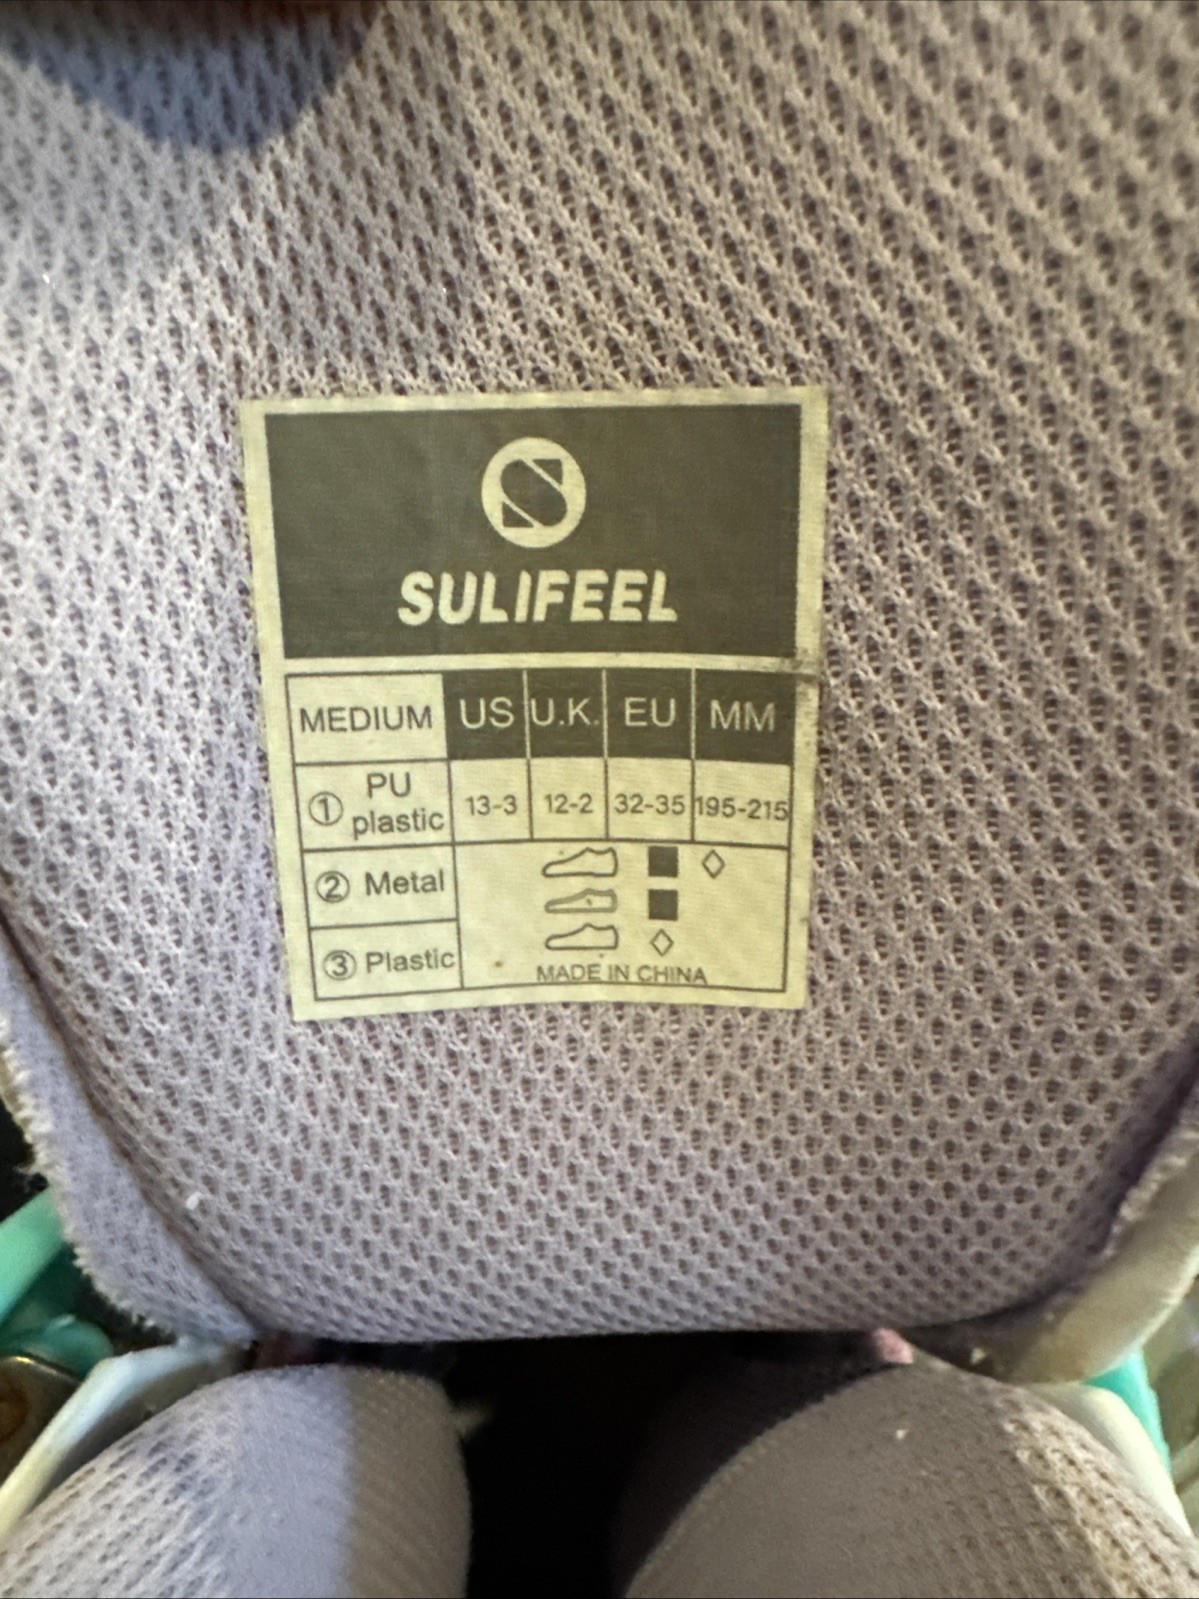 SULIFEEL
MEDIUM US U.K. EU MM
① PU plastic 13-3 12-2 32-35 195-215
② Metal
③ Plastic
MADE IN CHINA